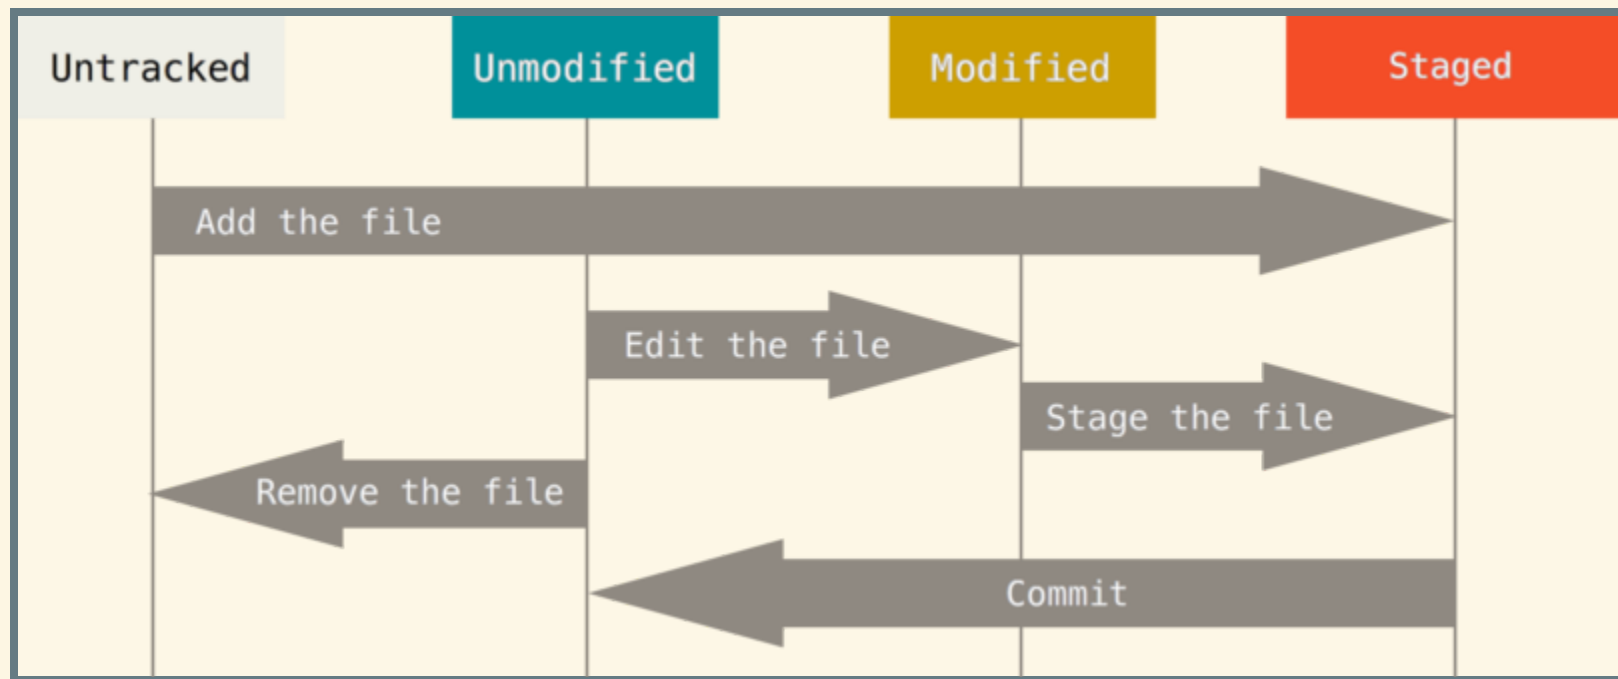 Untracked
Unmodified
Modified
Staged
Add the file
Edit the file
Stage the file
Remove the file
Commit